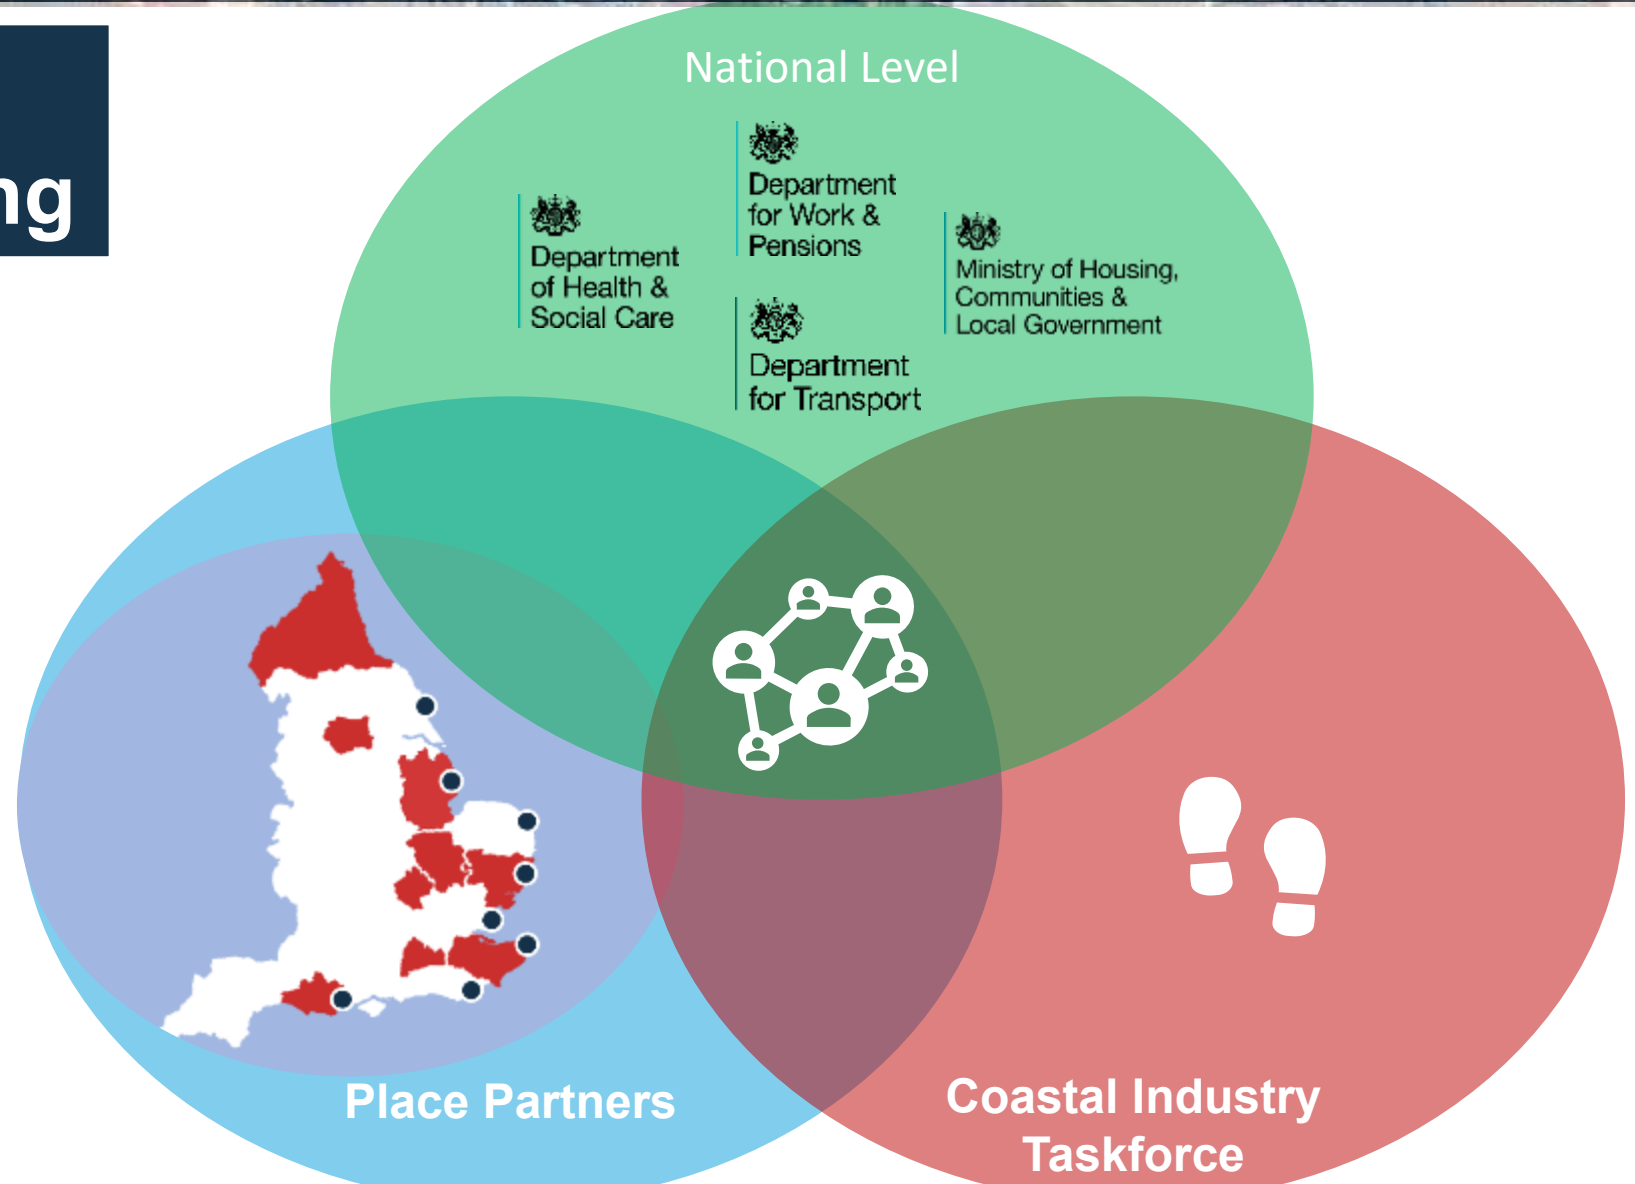 ng
National Level
Department
for Work &
Pensions
Department
of Health &
Social Care
Ministry of Housing,
Communities &
Local Government
Department
for Transport
Place Partners
Coastal Industry
Taskforce